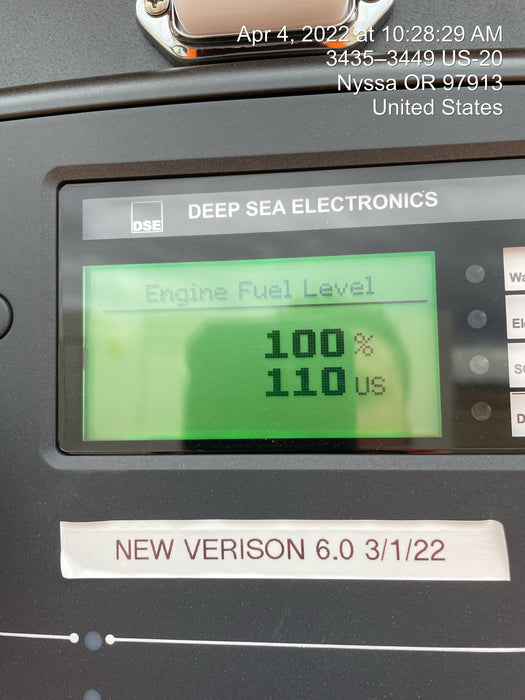 Apr 4, 2022 at 10:28:29 AM
3435–3449 US-20
Nyssa OR 97913
United States
DSE
DEEP SEA ELECTRONICS
Engine Fuel Level
100 %
110 US
NEW VERISON 6.0 3/1/22